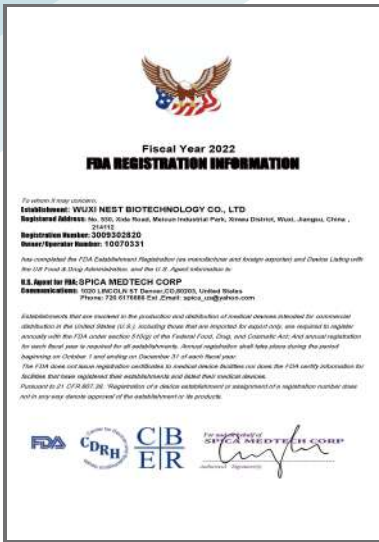 Fiscal Year 2022
FDA REGISTRATION INFORMATION
To whom it may concern,
Establishment: WUXI NEST BIOTECHNOLOGY CO., LTD
Registered Address: No. 530, Xida Road, Meicun Industrial Park, Xinwu District, Wuxi, Jiangsu, China ,
214112
Registration Number: 3009302820
Owner/Operator Number: 10070331
has completed the FDA Establishment Registration (as manufacturer and foreign exporter) and Device Listing with
the US Food & Drug Administration, and the U.S. Agent information is:
U.S. Agent for FDA: SPICA MEDTECH CORP
Communications: 1020 LINCOLN ST Denver,CO,80203, United States
Phone: 720 6176886 Ext ,Email: spica_us@yahoo.com
Establishments that are involved in the production and distribution of medical devices intended for commercial
distribution in the United States (U.S.), including those that are imported for export only, are required to register
annually with the FDA under section 510(g) of the Federal Food, Drug, and Cosmetic Act; And annual registration
for each fiscal year is required for all establishments. Annual registration shall take place during the period
beginning on October 1 and ending on December 31 of each fiscal year.
The FDA does not issue registration certificates to medical device facilities nor does the FDA certify information for
facilities that have registered their establishments and listed their medical devices.
Pursuant to 21 CFR 807.39, "Registration of a device establishment or assignment of a registration number does
not in any way denote approval of the establishment or its products.
FDA
CDRH
CBER
For and on behalf of
SPICA MEDTECH CORP
Authorized Signature(s)